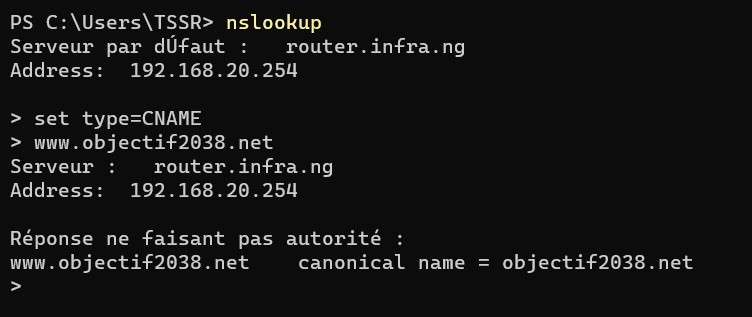 PS C:\Users\TSSR> nslookup
Serveur par dÚfaut :   router.infra.ng
Address:  192.168.20.254

> set type=CNAME
> www.objectif2038.net
Serveur :   router.infra.ng
Address:  192.168.20.254

Réponse ne faisant pas autorité :
www.objectif2038.net    canonical name = objectif2038.net
>